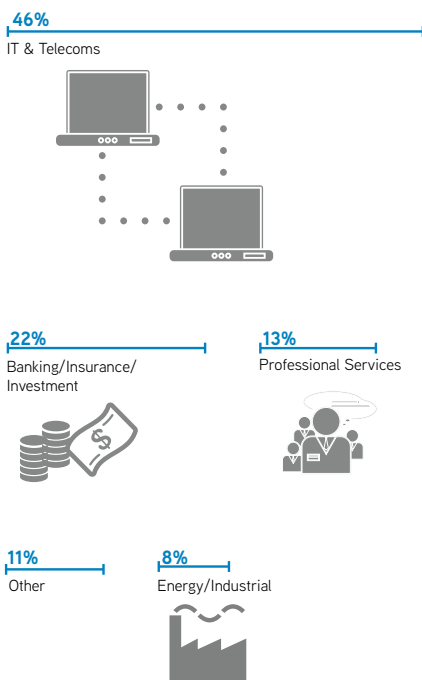 46%
IT & Telecoms
22%
Banking/Insurance/
Investment
13%
Professional Services
$
11%
Other
8%
Energy/Industrial